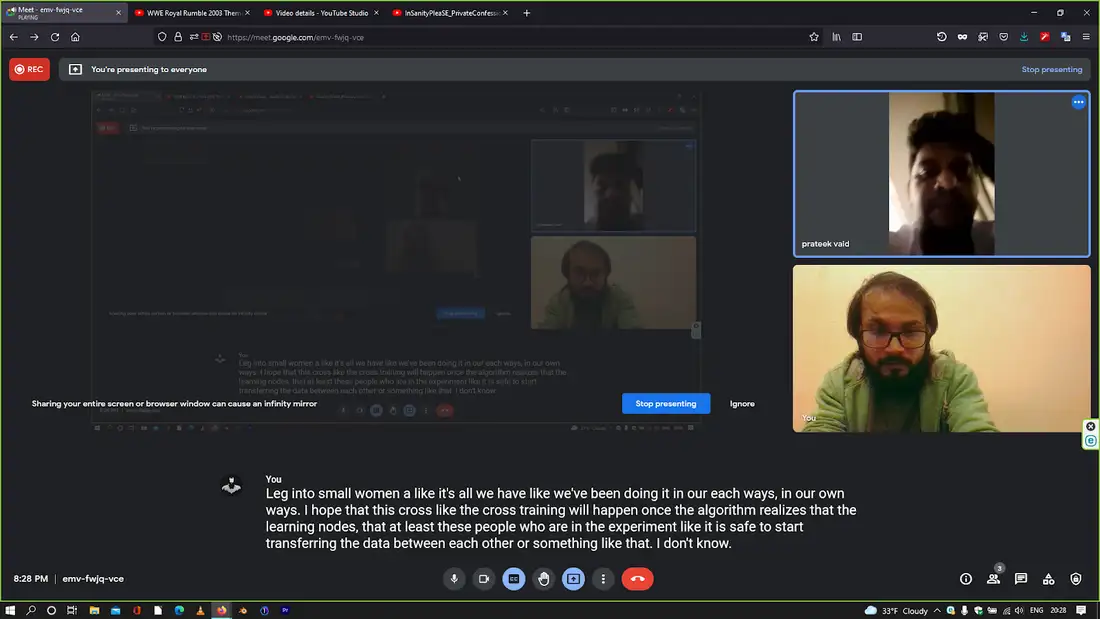 Meet - emv-fwjq-vce
PLAYING
WWE Royal Rumble 2003 Them
Video details - YouTube Studio
InSanityPleaSE_PrivateConfessi
https://meet.google.com/emv-fwjq-vce
REC
You're presenting to everyone
Stop presenting
prateek vaid
You
Sharing your entire screen or browser window can cause an infinity mirror
Stop presenting
Ignore
You
Leg into small women a like it's all we have like we've been doing it in our each ways, in our own
ways. I hope that this cross like the cross training will happen once the algorithm realizes that the
learning nodes, that at least these people who are in the experiment like it is safe to start
transferring the data between each other or something like that. I don't know.
8:28 PM | emv-fwjq-vce
3
33°F Cloudy
ENG
20:28